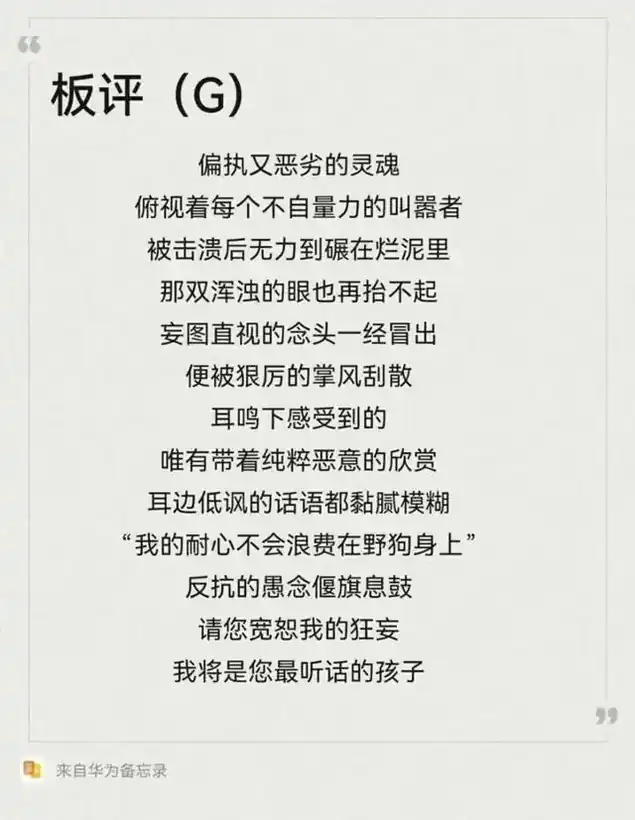 “
板评（G）
偏执又恶劣的灵魂
俯视着每个不自量力的叫嚣者
被击溃后无力到碾在烂泥里
那双浑浊的眼也再抬不起
妄图直视的念头一经冒出
便被狠厉的掌风刮散
耳鸣下感受到的
唯有带着纯粹恶意的欣赏
耳边低讽的话语都黏腻模糊
“我的耐心不会浪费在野狗身上”
反抗的愚念偃旗息鼓
请您宽恕我的狂妄
我将是您最听话的孩子
”
来自华为备忘录